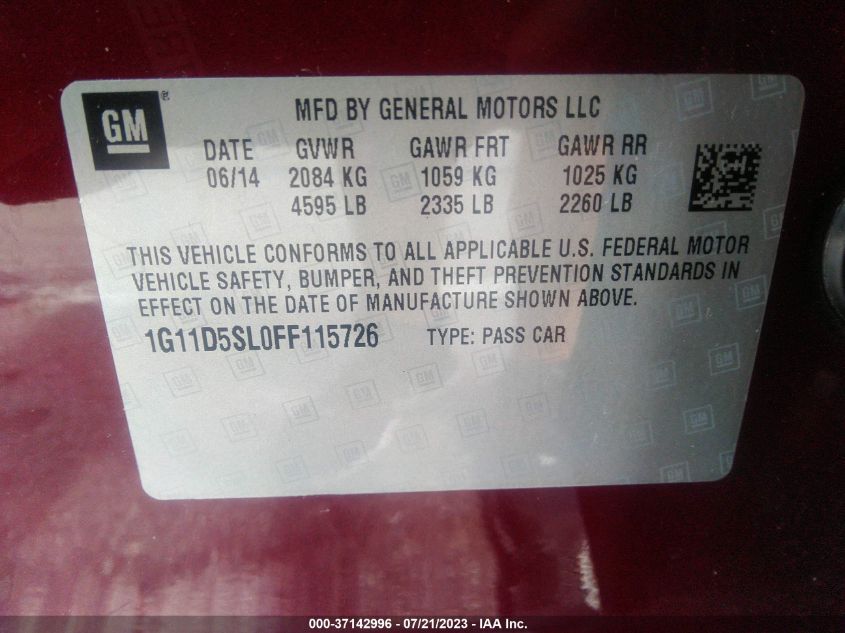 GM®
MFD BY GENERAL MOTORS LLC
DATE GVWR GAWR FRT GAWR RR
06/14 2084 KG 1059 KG 1025 KG
4595 LB 2335 LB 2260 LB
THIS VEHICLE CONFORMS TO ALL APPLICABLE U.S. FEDERAL MOTOR
VEHICLE SAFETY, BUMPER, AND THEFT PREVENTION STANDARDS IN
EFFECT ON THE DATE OF MANUFACTURE SHOWN ABOVE.
1G11D5SL0FF115726 TYPE: PASS CAR
000-37142996 - 07/21/2023 - IAA Inc.